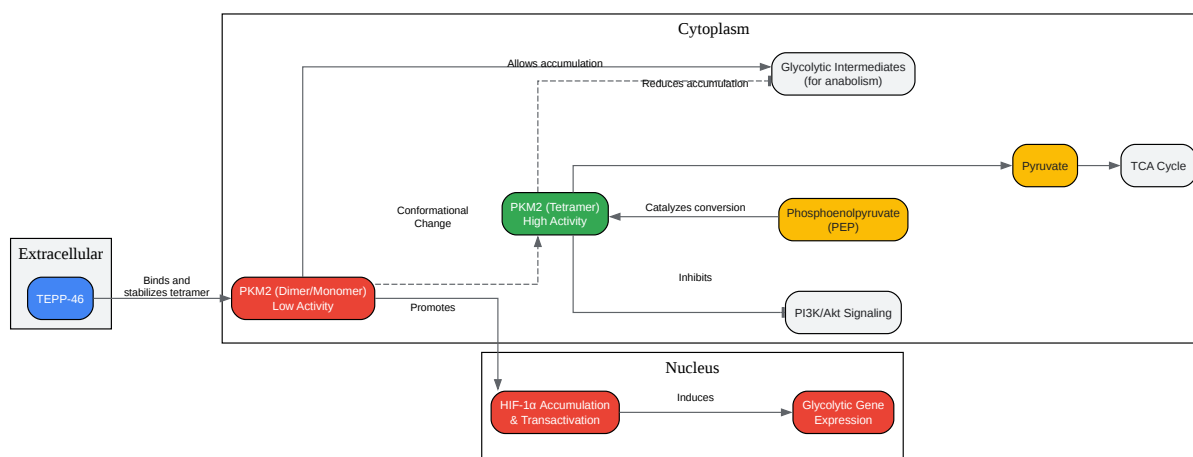 Cytoplasm
Allows accumulation
Glycolytic Intermediates
(for anabolism)
Reduces accumulation
Pyruvate
TCA Cycle
Conformational
Change
PKM2 (Tetramer)
High Activity
Catalyzes conversion
Phosphoenolpyruvate
(PEP)
Extracellular
TEPP-46
Binds and
stabilizes tetramer
PKM2 (Dimer/Monomer)
Low Activity
Promotes
Inhibits
PI3K/Akt Signaling
Nucleus
HIF-1α Accumulation
& Transactivation
Induces
Glycolytic Gene
Expression